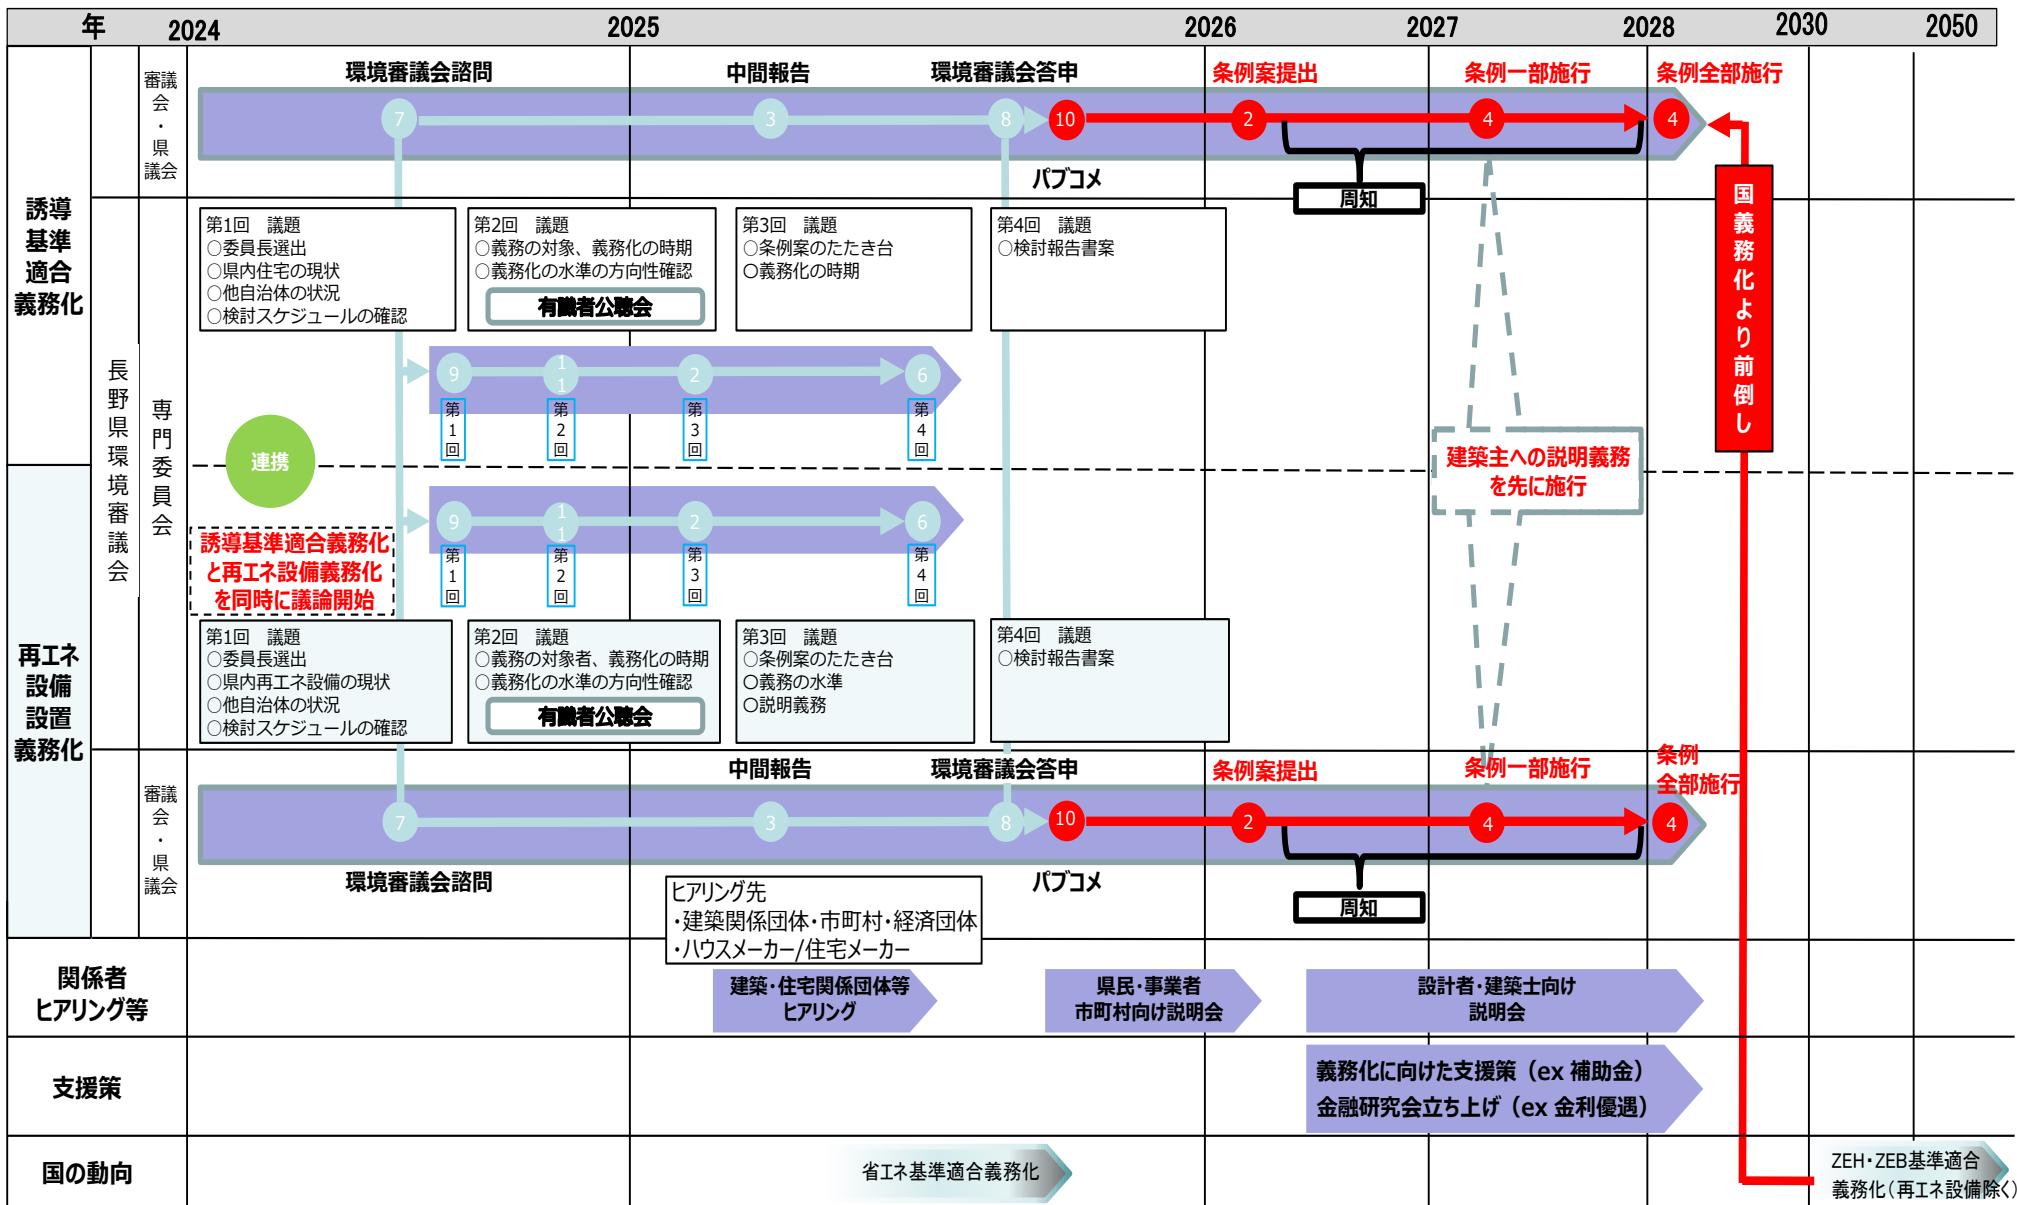 年 2024 2025 2026 2027 2028 2030 2050
誘導
基準
適合
義務化
審議
会
・
県
議会
環境審議会諮問 中間報告 環境審議会答申 条例案提出 条例一部施行 条例全部施行
7 3 8 10 2 4 4
パブコメ
周知
国義務化より前倒し
長野県環境審議会
専門委員会
第1回 議題
○委員長選出
○県内住宅の現状
○他自治体の状況
○検討スケジュールの確認
第2回 議題
○義務の対象、義務化の時期
○義務化の水準の方向性確認
有識者公聴会
第3回 議題
○条例案のたたき台
○義務化の時期
第4回 議題
○検討報告書案
9 11 2 6
第1回 第2回 第3回 第4回
連携
建築主への説明義務
を先に施行
再エネ
設備
設置
義務化
9 11 2 6
第1回 第2回 第3回 第4回
誘導基準適合義務化
と再エネ設備義務化
を同時に議論開始
第1回 議題
○委員長選出
○県内再エネ設備の現状
○他自治体の状況
○検討スケジュールの確認
第2回 議題
○義務の対象者、義務化の時期
○義務化の水準の方向性確認
有識者公聴会
第3回 議題
○条例案のたたき台
○義務の水準
○説明義務
第4回 議題
○検討報告書案
審議
会
・
県
議会
中間報告 環境審議会答申 条例案提出 条例一部施行 条例
全部施行
7 3 8 10 2 4 4
環境審議会諮問 パブコメ
周知
ヒアリング先
・建築関係団体・市町村・経済団体
・ハウスメーカー/住宅メーカー
関係者
ヒアリング等
建築・住宅関係団体等
ヒアリング
県民・事業者
市町村向け説明会
設計者・建築士向け
説明会
支援策
義務化に向けた支援策（ex 補助金）
金融研究会立ち上げ（ex 金利優遇）
国の動向
省エネ基準適合義務化
ZEH・ZEB基準適合
義務化（再エネ設備除く）